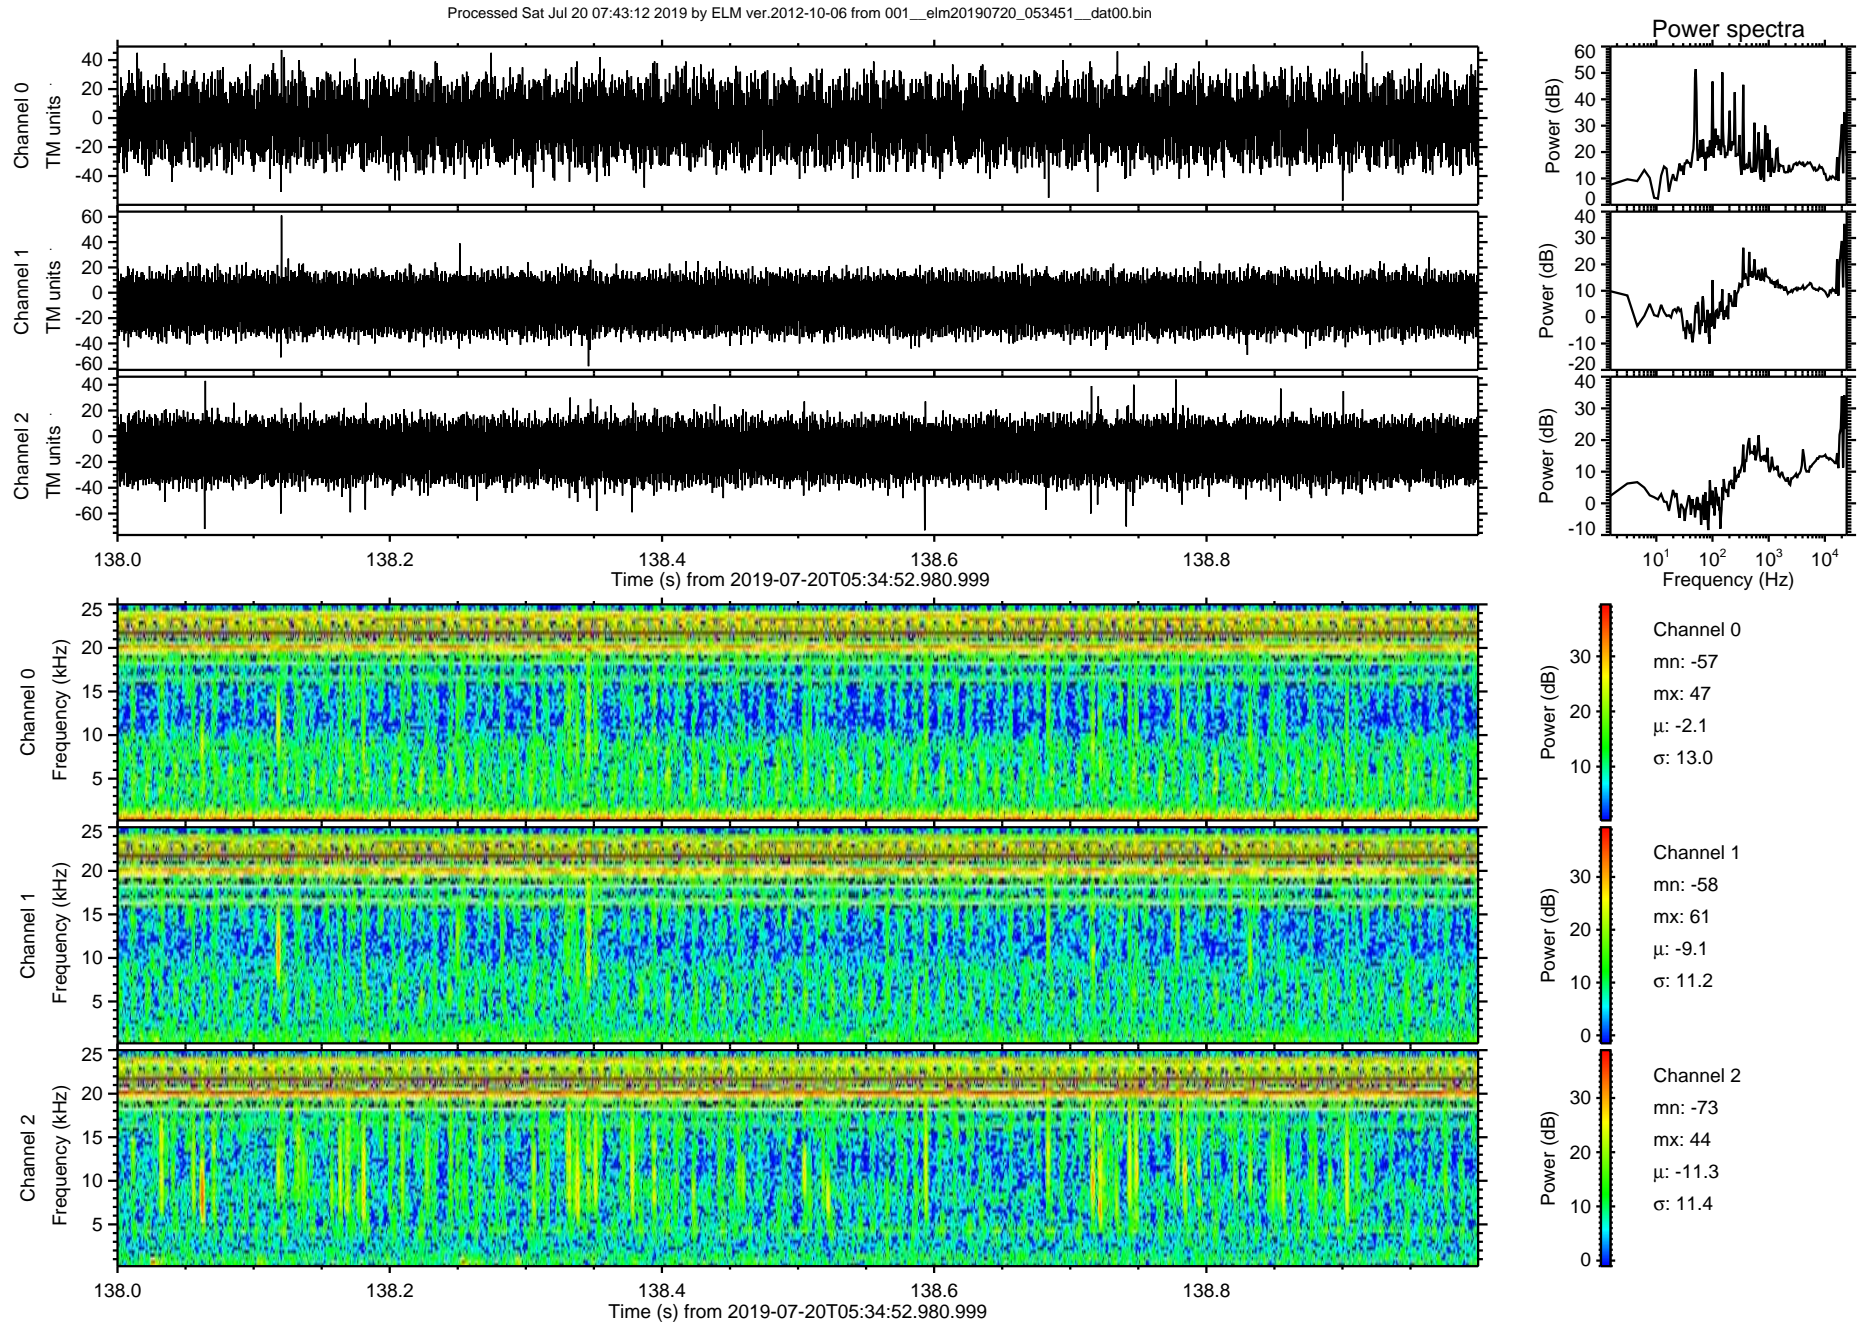 Processed Sat Jul 20 07:43:12 2019 by ELM ver.2012-10-06 from 001__elm20190720_053451__dat00.bin
Power spectra
Channel 0
TM units
40
20
0
-20
-40
Power (dB)
60
50
40
30
20
10
0
Channel 1
TM units
60
40
20
0
-20
-40
-60
Power (dB)
40
30
20
10
0
-10
-20
Channel 2
TM units
40
20
0
-20
-40
-60
Power (dB)
40
30
20
10
0
-10
138.0 138.2 138.4 138.6 138.8
Time (s) from 2019-07-20T05:34:52.980.999
10¹ 10² 10³ 10⁴
Frequency (Hz)
Channel 0
Frequency (kHz)
25
20
15
10
5
Power (dB)
30
20
10
Channel 0
mn: -57
mx: 47
μ: -2.1
σ: 13.0
Channel 1
Frequency (kHz)
25
20
15
10
5
Power (dB)
30
20
10
0
Channel 1
mn: -58
mx: 61
μ: -9.1
σ: 11.2
Channel 2
Frequency (kHz)
25
20
15
10
5
Power (dB)
30
20
10
0
Channel 2
mn: -73
mx: 44
μ: -11.3
σ: 11.4
138.0 138.2 138.4 138.6 138.8
Time (s) from 2019-07-20T05:34:52.980.999